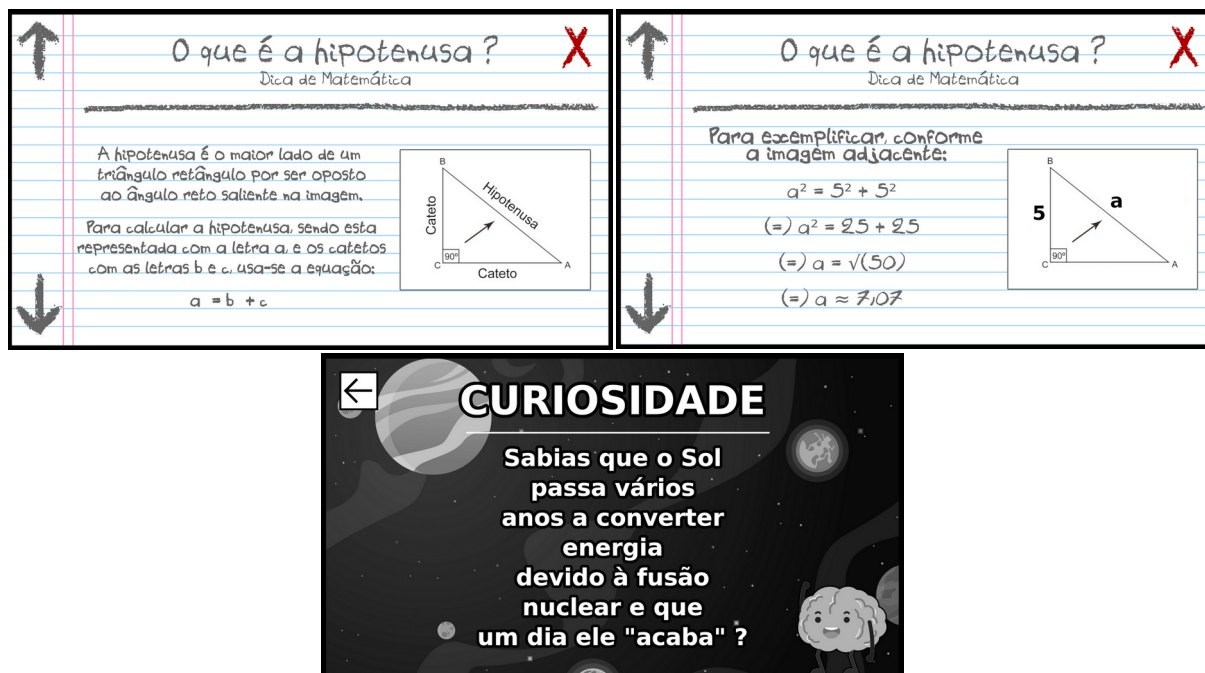 O que é a hipotenusa ?
Dica de Matemática
A hipotenusa é o maior lado de um
triângulo retângulo por ser oposto
ao ângulo reto saliente na imagem.
Para calcular a hipotenusa, sendo esta
representada com a letra a, e os catetos
com as letras b e c, usa-se a equação:
a = b + c
B
Cateto
Hipotenusa
90º
C
A
Cateto
O que é a hipotenusa ?
Dica de Matemática
Para exemplificar, conforme
a imagem adjacente:
a² = 5² + 5²
(=) a² = 25 + 25
(=) a = √(50)
(=) a ≈ 7,07
B
5
a
90º
C
A
CURIOSIDADE
Sabias que o Sol
passa vários
anos a converter
energia
devido à fusão
nuclear e que
um dia ele "acaba" ?